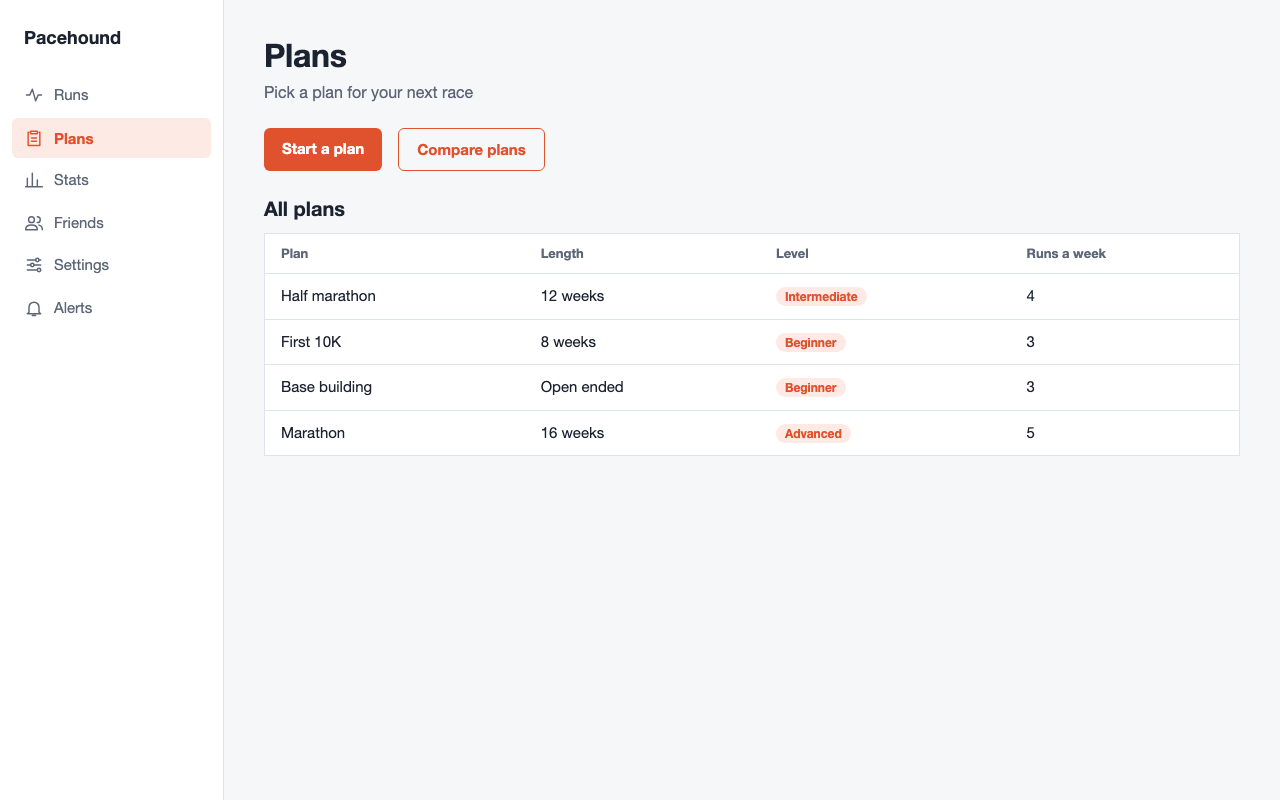 Pacehound
Runs
Plans
Stats
Friends
Settings
Alerts
Plans
Pick a plan for your next race
Start a plan
Compare plans
All plans
Plan Length Level Runs a week
Half marathon 12 weeks Intermediate 4
First 10K 8 weeks Beginner 3
Base building Open ended Beginner 3
Marathon 16 weeks Advanced 5